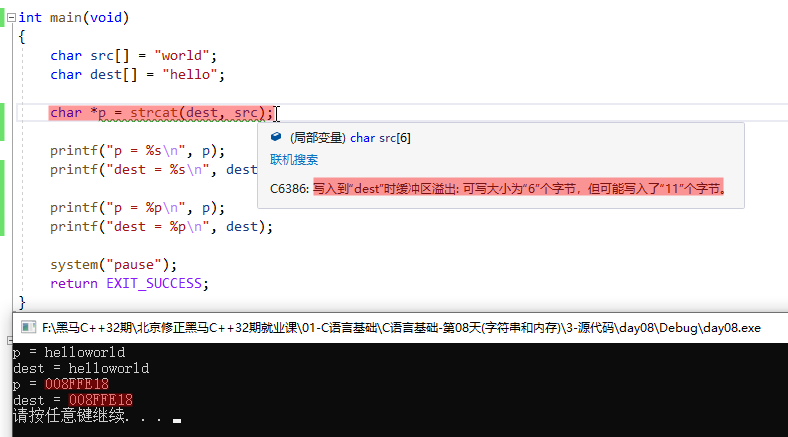 int main(void)
{
char src[] = "world";
char dest[] = "hello";
char *p = strcat(dest, src);
(局部变量) char src[6]
联机搜索
C6386: 写入到"dest"时缓冲区溢出: 可写大小为"6"个字节，但可能写入了"11"个字节。
printf("p = %s\n", p);
printf("dest = %s\n", dest
printf("p = %p\n", p);
printf("dest = %p\n", dest);
system("pause");
return EXIT_SUCCESS;
}
F:\黑马C++32期\北京修正黑马C++32期就业课\01-C语言基础\C语言基础-第08天(字符串和内存)\3-源代码\day08\Debug\day08.exe
p = helloworld
dest = helloworld
p = 008FFE18
dest = 008FFE18
请按任意键继续. . .